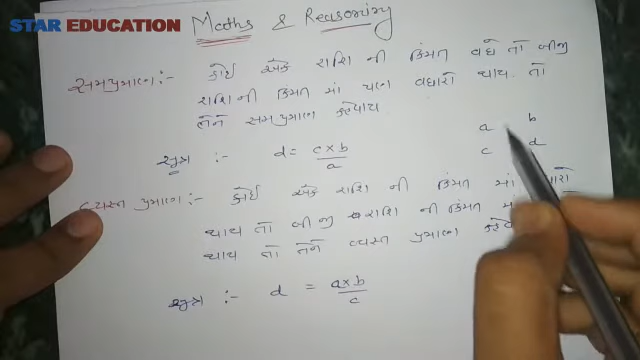 STAR EDUCATION
Maths & Reasoning
સમપ્રમાણ :- કોઈ એક રાશિ ની કિંમત વધે તો બીજી
રાશિ ની કિંમત માં પણ વધારો થાય તો
તેને સમપ્રમાણ કહેવાય
a b
c d
સૂત્ર :- d = c × b / a
વ્યસ્ત પ્રમાણ :- કોઈ એક રાશિ ની કિંમત માં
થાય તો બીજી રાશિ ની કિંમત માં
થાય તો તેને વ્યસ્ત પ્રમાણ
સૂત્ર :- d = a × b / c